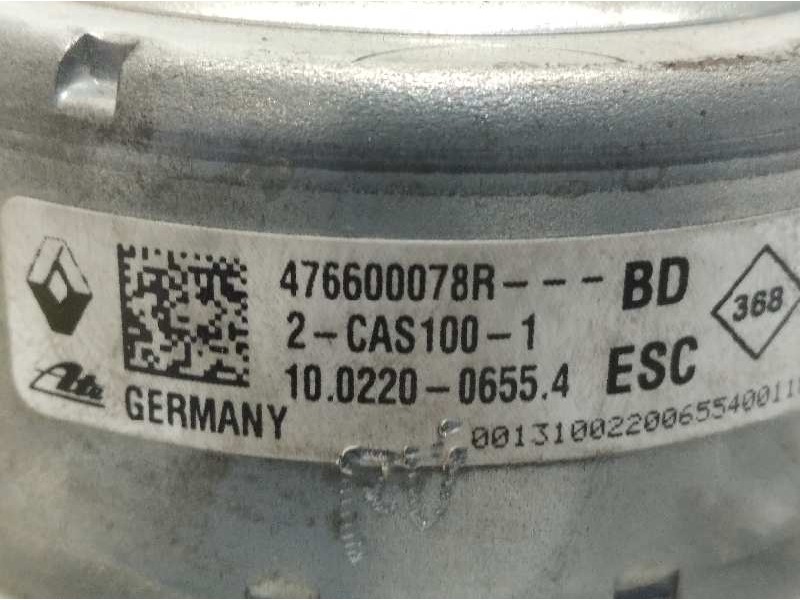 476600078R--- BD
2-CAS100-1
10.0220-0655.4 ESC
368
Ate
GERMANY
001310022006554001